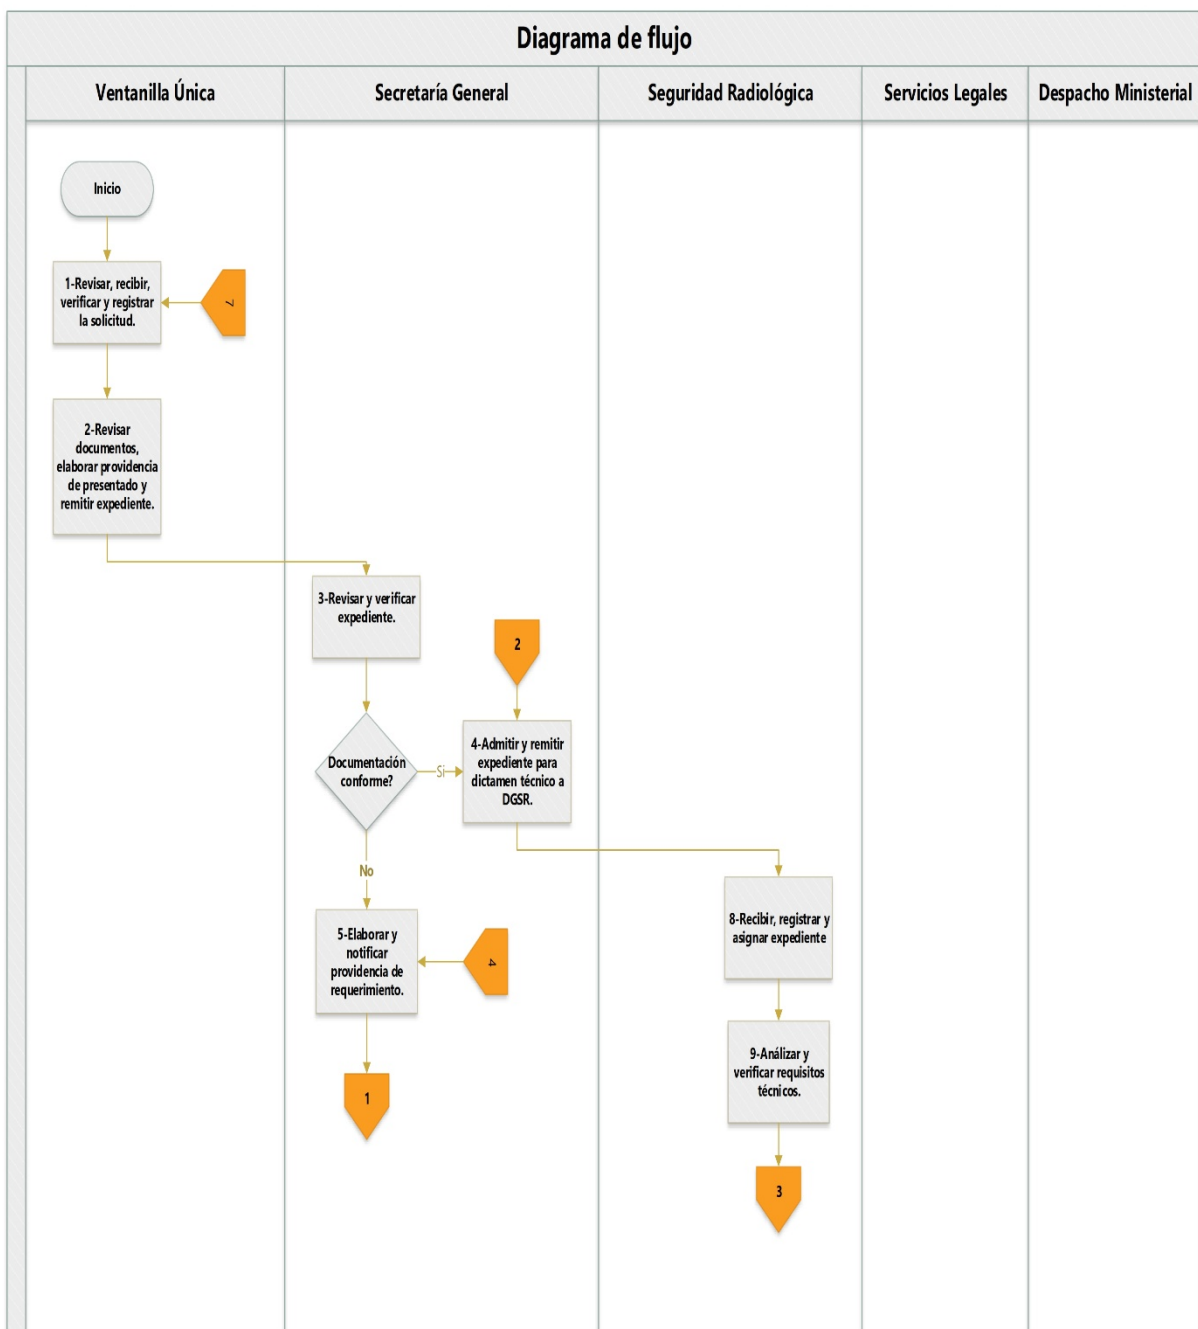 Diagrama de flujo
Ventanilla Única
Secretaría General
Seguridad Radiológica
Servicios Legales
Despacho Ministerial
Inicio
1-Revisar, recibir,
verificar y registrar
la solicitud.
7
2-Revisar
documentos,
elaborar providencia
de presentado y
remitir expediente.
3-Revisar y verificar
expediente.
2
Documentación
conforme?
Si
4-Admitir y remitir
expediente para
dictamen técnico a
DGSR.
No
5-Elaborar y
notificar
providencia de
requerimiento.
4
1
8-Recibir, registrar y
asignar expediente
9-Análizar y
verificar requisitos
técnicos.
3